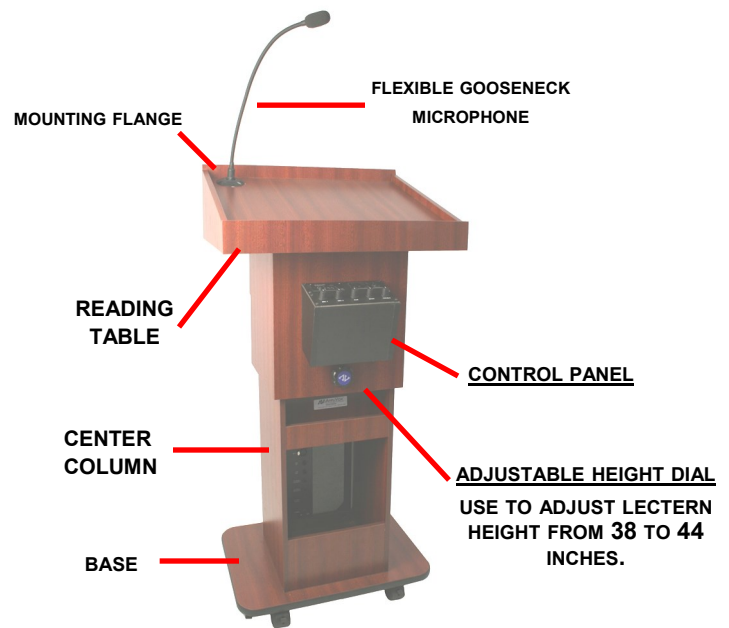 FLEXIBLE GOOSENECK
MICROPHONE
MOUNTING FLANGE
READING
TABLE
CONTROL PANEL
CENTER
COLUMN
ADJUSTABLE HEIGHT DIAL
USE TO ADJUST LECTERN
HEIGHT FROM 38 TO 44
INCHES.
BASE